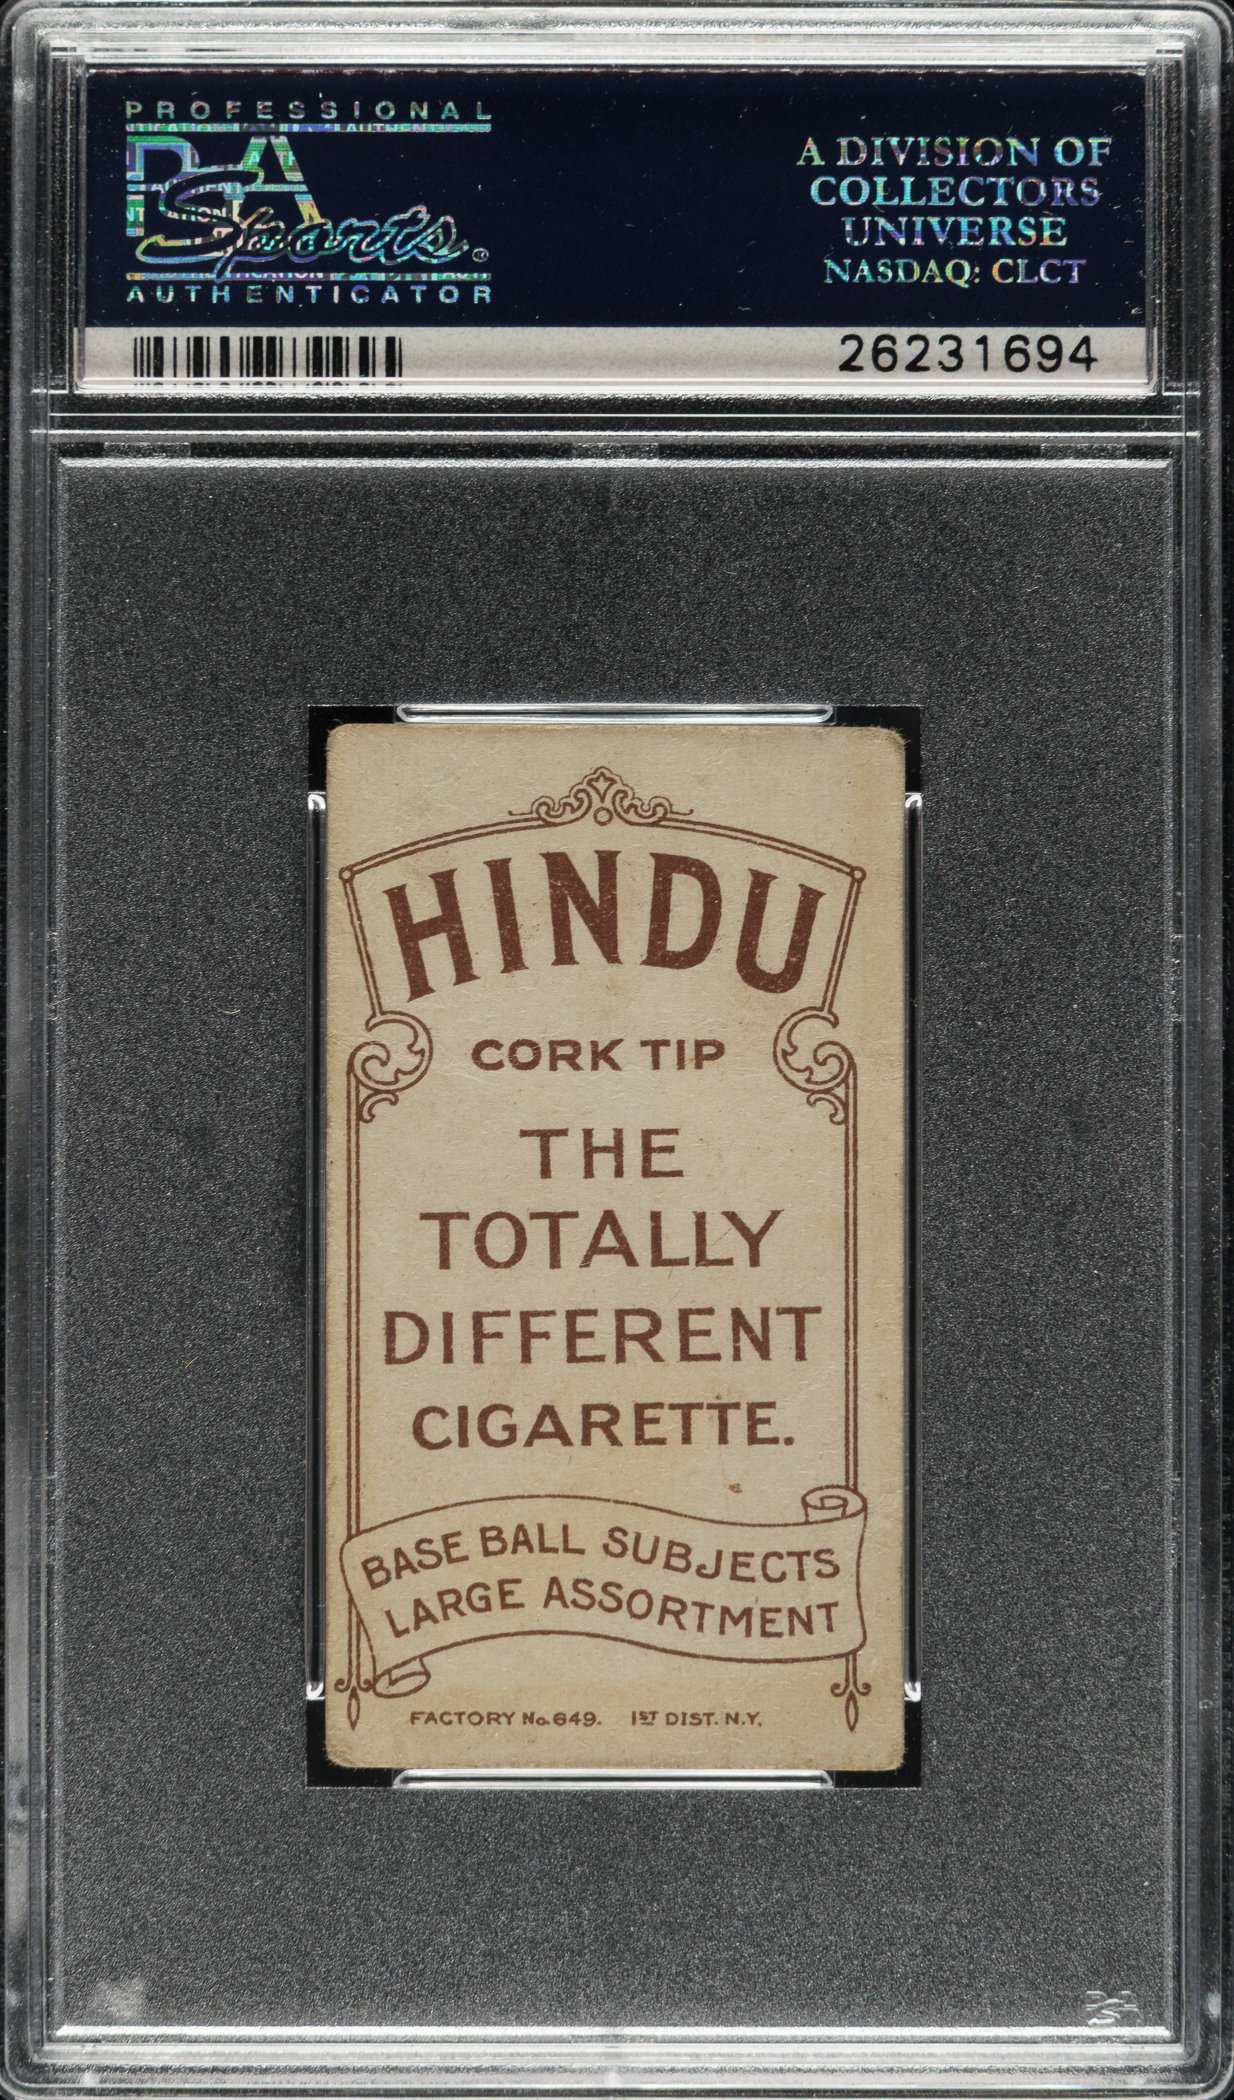 PROFESSIONAL
PSA
Sports®
AUTHENTICATOR
A DIVISION OF
COLLECTORS
UNIVERSE
NASDAQ: CLCT
26231694
HINDU
CORK TIP
THE
TOTALLY
DIFFERENT
CIGARETTE.
BASE BALL SUBJECTS
LARGE ASSORTMENT
FACTORY No. 649. 1ST DIST. N.Y.
PSA